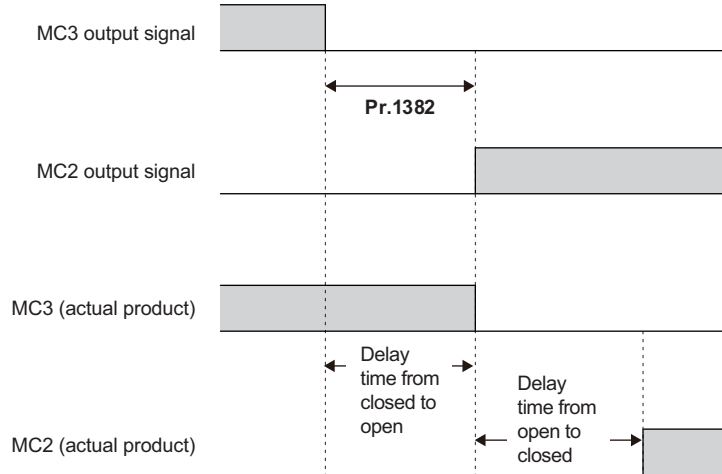 MC3 output signal
Pr.1382
MC2 output signal
MC3 (actual product)
Delay
time from
closed to
open
Delay
time from
open to
closed
MC2 (actual product)